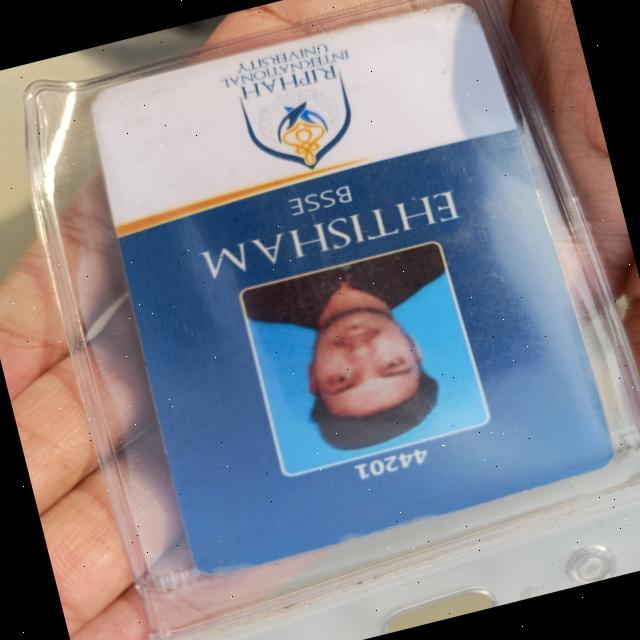 44201
EHTISHAM
BSSE
RIPHAH
INTERNATIONAL
UNIVERSITY